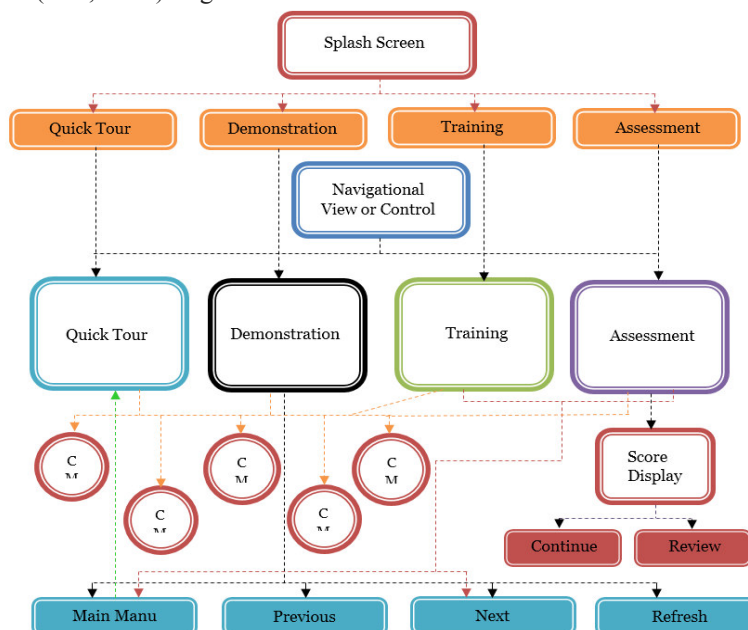 Splash Screen
Quick Tour
Demonstration
Training
Assessment
Navigational
View or Control
Quick Tour
Demonstration
Training
Assessment
C
M
C
M
C
M
C
M
C
M
Score
Display
Continue
Review
Main Manu
Previous
Next
Refresh